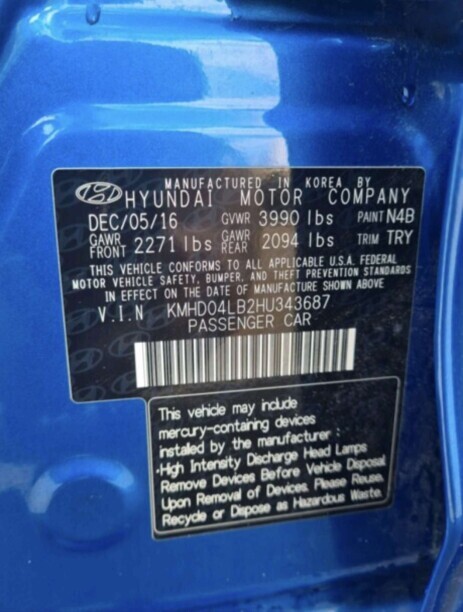 MANUFACTURED IN KOREA BY
HYUNDAI MOTOR COMPANY
DEC/05/16 GVWR 3990 lbs PAINT N4B
GAWR FRONT 2271 lbs GAWR REAR 2094 lbs TRIM TRY
THIS VEHICLE CONFORMS TO ALL APPLICABLE U.S.A. FEDERAL
MOTOR VEHICLE SAFETY, BUMPER, AND THEFT PREVENTION STANDARDS
IN EFFECT ON THE DATE OF MANUFACTURE SHOWN ABOVE.
V.I.N KMHD04LB2HU343687
PASSENGER CAR
This vehicle may include
mercury-containing devices
installed by the manufacturer :
·High Intensity Discharge Head Lamps
Remove Devices Before Vehicle Disposal.
Upon Removal of Devices, Please Reuse,
Recycle or Dispose as Hazardous Waste.